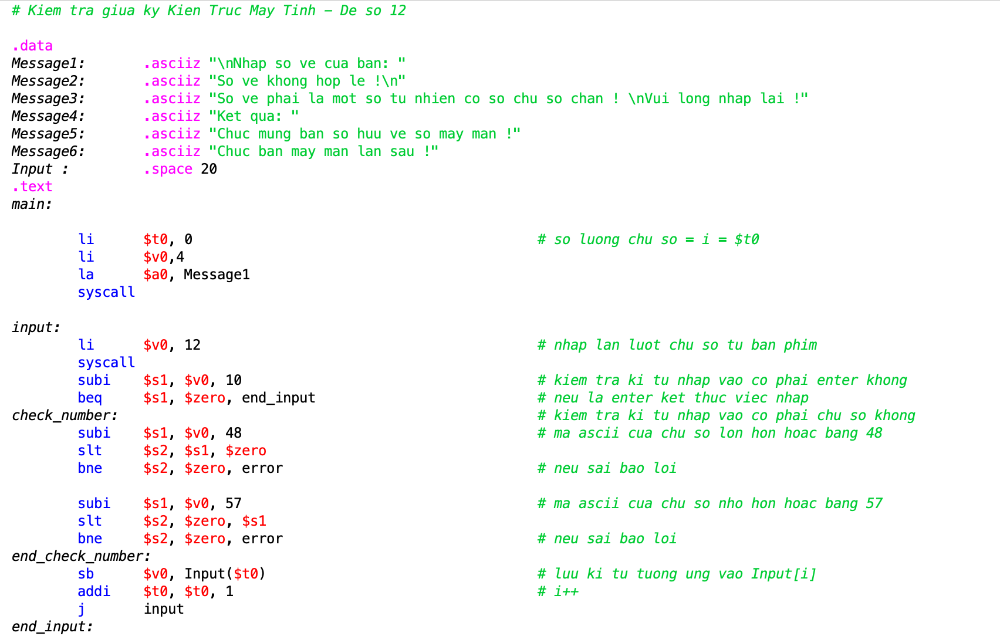 # Kiem tra giua ky Kien Truc May Tinh – De so 12
.data
Message1: .asciiz "\nNhap so ve cua ban: "
Message2: .asciiz "So ve khong hop le !\n"
Message3: .asciiz "So ve phai la mot so tu nhien co so chu so chan ! \nVui long nhap lai !"
Message4: .asciiz "Ket qua: "
Message5: .asciiz "Chuc mung ban so huu ve so may man !"
Message6: .asciiz "Chuc ban may man lan sau !"
Input : .space 20
.text
main:
li $t0, 0 # so luong chu so = i = $t0
li $v0,4
la $a0, Message1
syscall
input:
li $v0, 12 # nhap lan luot chu so tu ban phim
syscall
subi $s1, $v0, 10 # kiem tra ki tu nhap vao co phai enter khong
beq $s1, $zero, end_input # neu la enter ket thuc viec nhap
check_number: # kiem tra ki tu nhap vao co phai chu so khong
subi $s1, $v0, 48 # ma ascii cua chu so lon hon hoac bang 48
slt $s2, $s1, $zero
bne $s2, $zero, error # neu sai bao loi
subi $s1, $v0, 57 # ma ascii cua chu so nho hon hoac bang 57
slt $s2, $zero, $s1
bne $s2, $zero, error # neu sai bao loi
end_check_number:
sb $v0, Input($t0) # luu ki tu tuong ung vao Input[i]
addi $t0, $t0, 1 # i++
j input
end_input: